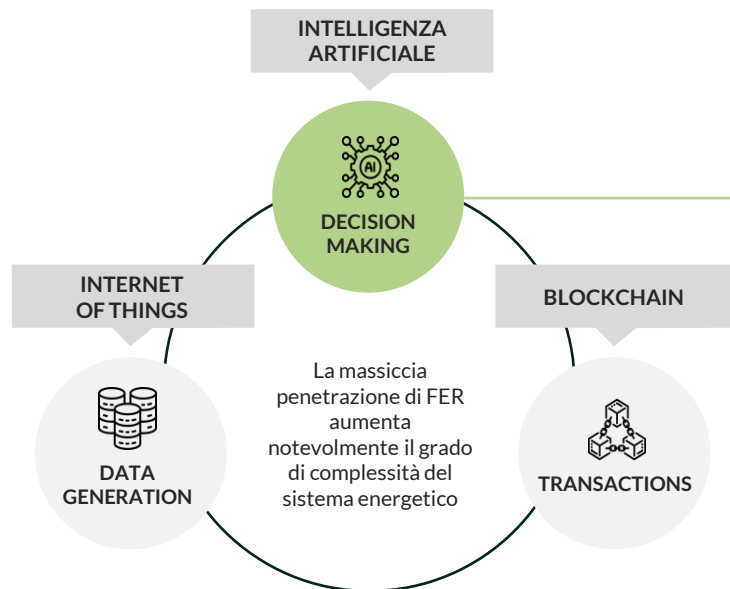 INTELLIGENZA
ARTIFICIALE
AI
DECISION
MAKING
INTERNET
OF THINGS
BLOCKCHAIN
DATA
GENERATION
La massiccia
penetrazione di FER
aumenta
notevolmente il grado
di complessità del
sistema energetico
TRANSACTIONS